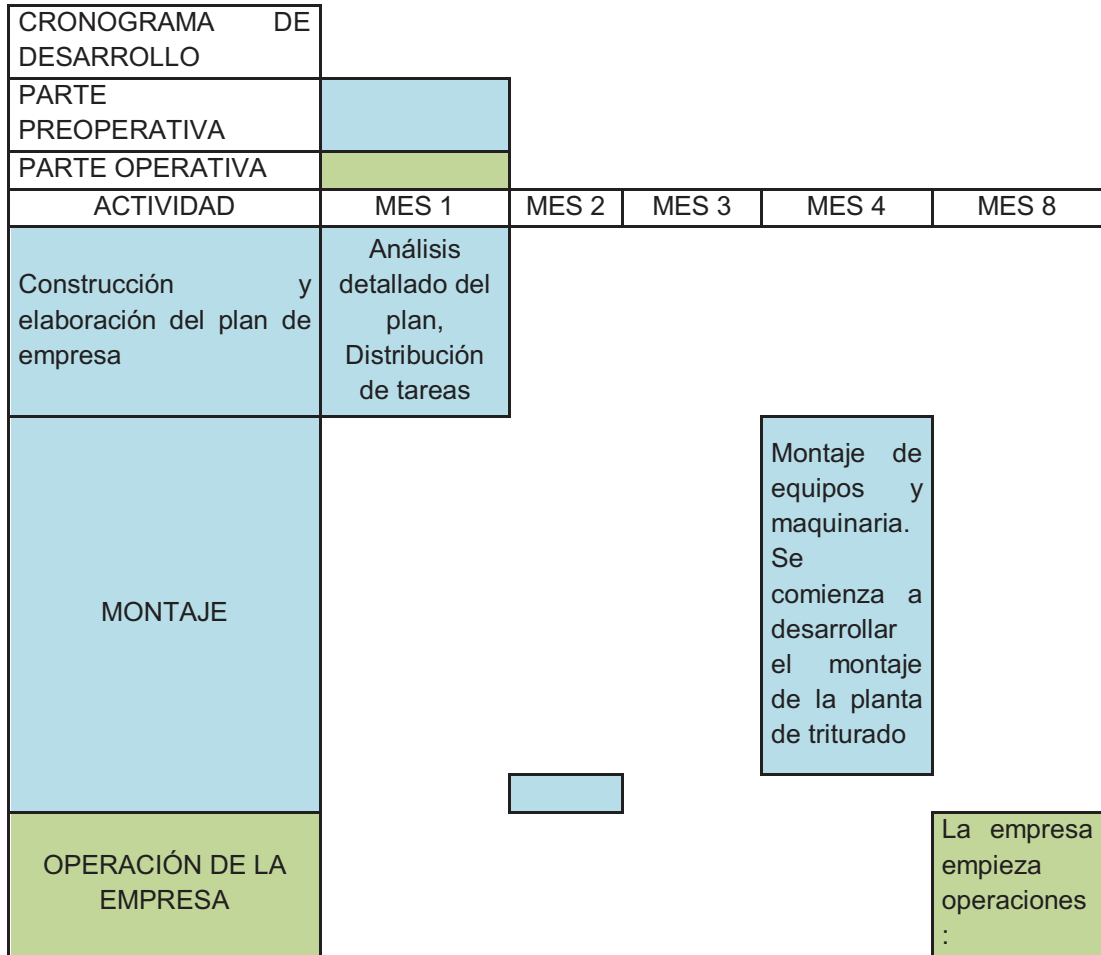 CRONOGRAMA DE
DESARROLLO
PARTE
PREOPERATIVA
PARTE OPERATIVA
ACTIVIDAD MES 1 MES 2 MES 3 MES 4 MES 8
Construcción y
elaboración del plan de
empresa
Análisis
detallado del
plan,
Distribución
de tareas
MONTAJE
Montaje de
equipos y
maquinaria.
Se
comienza a
desarrollar
el montaje
de la planta
de triturado
OPERACIÓN DE LA
EMPRESA
La empresa
empieza
operaciones
: